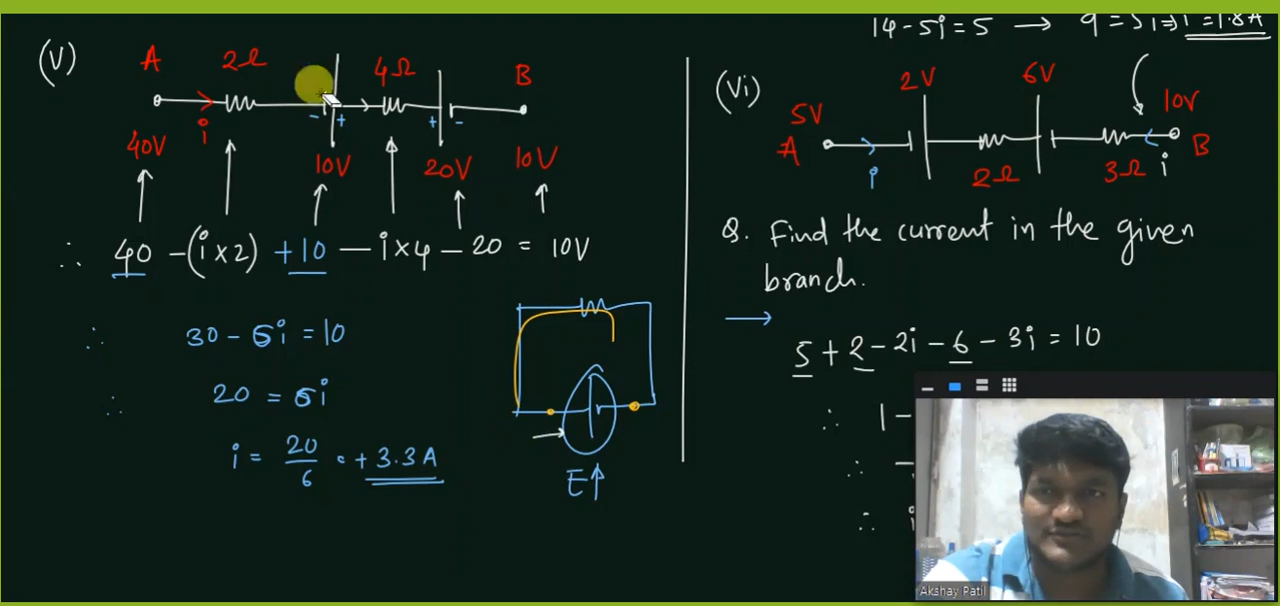 14-5i=5 → 9=5i⇒i=1.8A
(V)
A 2Ω 4Ω B
i - + + -
40V 10V 20V 10V
∴ 40 -(i×2) +10 -i×4-20 = 10V
∴ 30-6i=10
∴ 20 = 6i
i = 20/6 = +3.3A
E↑
(Vi)
2V 6V
5V 10V
A B
i 2Ω 3Ω i
Q. Find the current in the given
branch.
→ 5+2-2i-6-3i=10
∴ 1-
∴ -
∴ i
Akshay Patil